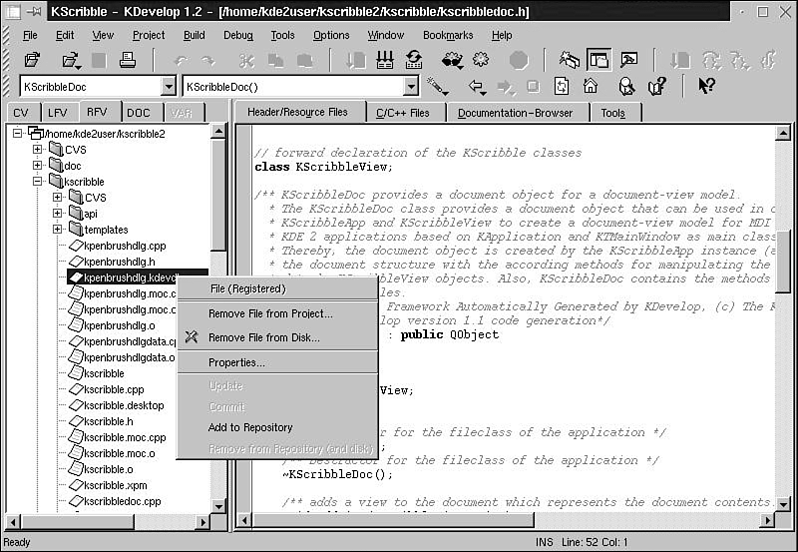 KScribble - KDevelop 1.2 - [/home/kde2user/kscribble2/kscribble/kscribbledoc.h]
File Edit View Project Build Debug Tools Options Window Bookmarks Help
KScribbleDoc KScribbleDoc()
CV LFV RFV DOC VAR
Header/Resource Files C/C++ Files Documentation-Browser Tools
/home/kde2user/kscribble2
CVS
doc
kscribble
CVS
api
templates
kpenbrushdlg.cpp
kpenbrushdlg.h
kpenbrushdlg.kdevd
kpenbrushdlg.moc.c
kpenbrushdlg.moc.o
kpenbrushdlg.o
kpenbrushdlgdata.cp
kpenbrushdlgdata.o
kscribble
kscribble.cpp
kscribble.desktop
kscribble.h
kscribble.moc.cpp
kscribble.moc.o
kscribble.o
kscribble.xpm
kscribbledoc.cpp
File (Registered)
Remove File from Project...
Remove File from Disk...
Properties...
Update
Commit
Add to Repository
Remove from Repository (and disk)
// forward declaration of the KScribble classes
class KScribbleView;
/** KScribbleDoc provides a document object for a document-view model.
* The KScribbleDoc class provides a document object that can be used in c
* KScribbleApp and KScribbleView to create a document-view model for MDI
* KDE 2 applications based on KApplication and KTMainWindow as main class
* Thereby, the document object is created by the KScribbleApp instance (a
* the document structure with the according methods for manipulating the
KScribbleView objects. Also, KScribbleDoc contains the methods
les.
Framework Automatically Generated by KDevelop, (c) The K
lop version 1.1 code generation*/
: public QObject
View;
for the fileclass of the application */
;
/** Destructor for the fileclass of the application */
~KScribbleDoc();
/** adds a view to the document which represents the document contents.
Ready INS Line: 52 Col: 1